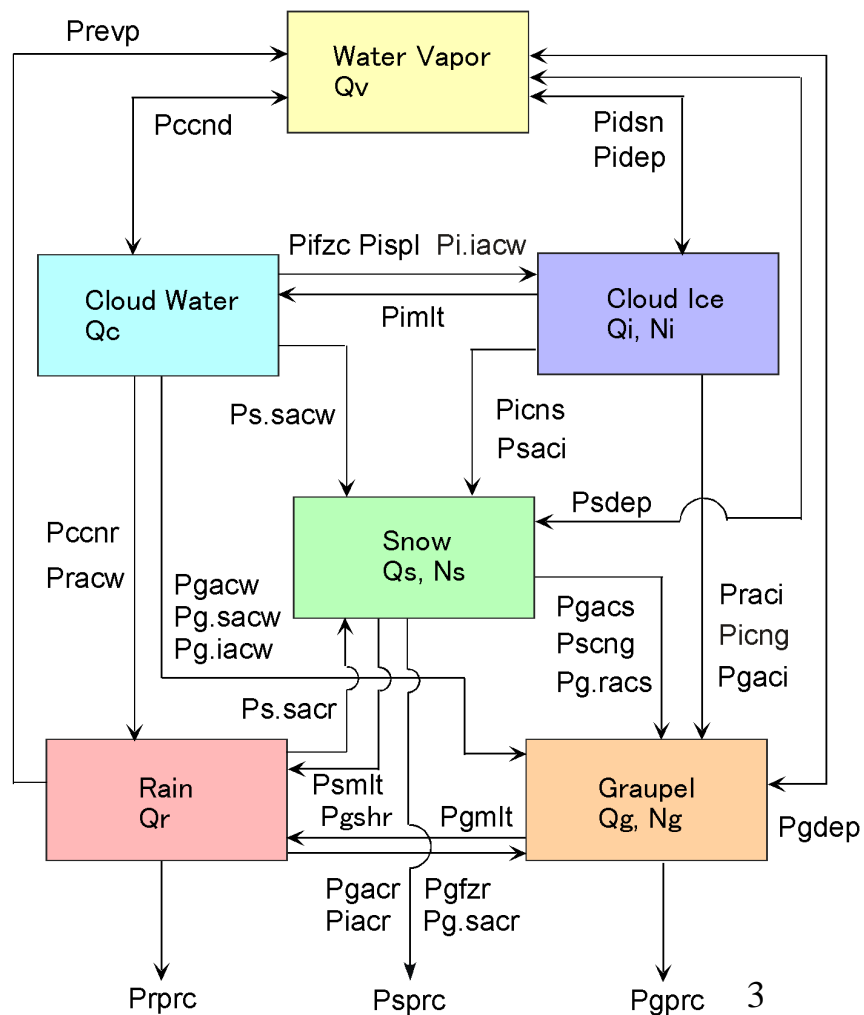 Prevp
Water Vapor
Qv
Pccnd
Pidsn
Pidep
Pifzc Pispl Pi.iacw
Cloud Water
Qc
Cloud Ice
Qi, Ni
Pimlt
Ps.sacw
Picns
Psaci
Psdep
Snow
Qs, Ns
Pccnr
Pracw
Pgacw
Pg.sacw
Pg.iacw
Pgacs
Pscng
Pg.racs
Praci
Picng
Pgaci
Ps.sacr
Rain
Qr
Psmlt
Pgshr Pgmlt
Graupel
Qg, Ng
Pgdep
Pgacr Pgfzr
Piacr Pg.sacr
Prprc
Psprc
Pgprc
3